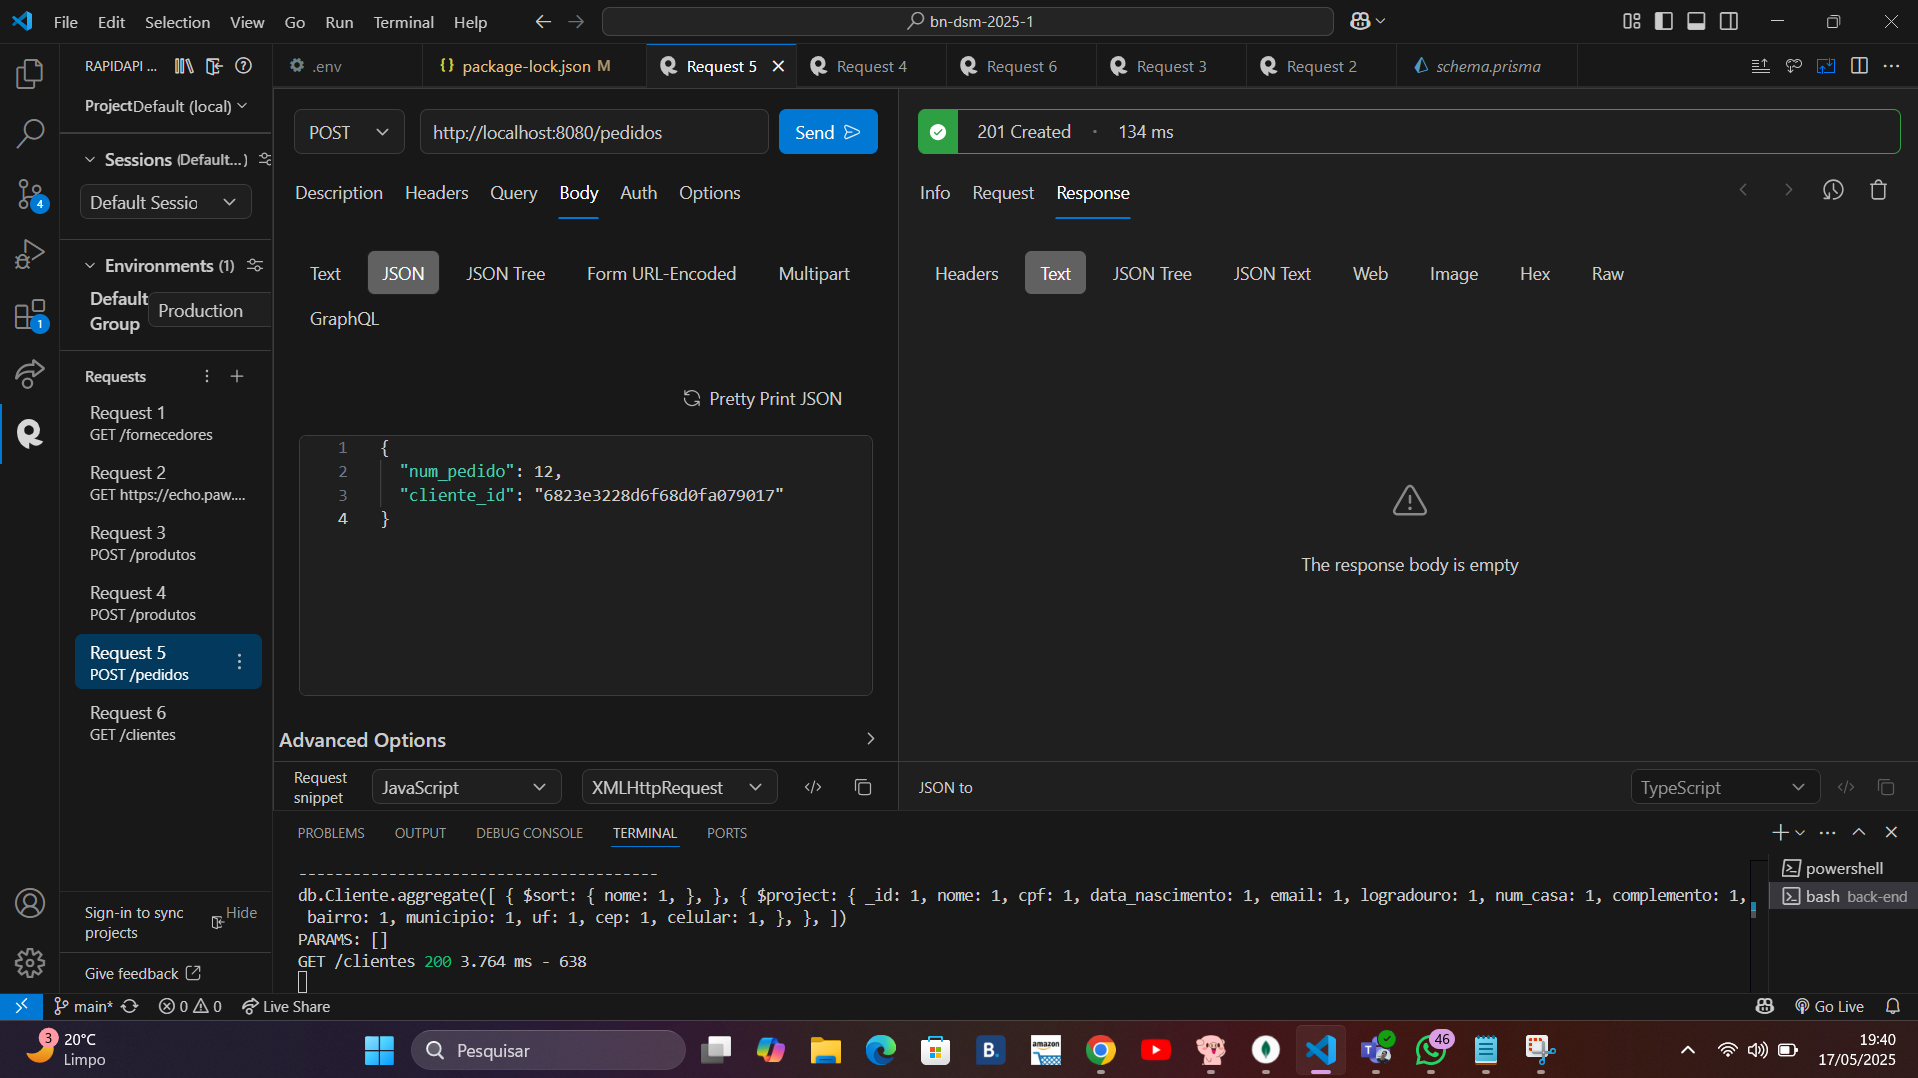 File Edit Selection View Go Run Terminal Help
bn-dsm-2025-1
RAPIDAPI ...
.env
{} package-lock.json M
Request 5
Request 4
Request 6
Request 3
Request 2
schema.prisma
Project Default (local)
Sessions (Default...)
Default Sessio
Environments (1)
Default Group
Production
Requests
Request 1
GET /fornecedores
Request 2
GET https://echo.paw....
Request 3
POST /produtos
Request 4
POST /produtos
Request 5
POST /pedidos
Request 6
GET /clientes
Sign-in to sync projects
Hide
Give feedback
4
1
POST
http://localhost:8080/pedidos
Send
Description Headers Query Body Auth Options
Text JSON JSON Tree Form URL-Encoded Multipart
GraphQL
Pretty Print JSON
1 {
2 "num_pedido": 12,
3 "cliente_id": "6823e3228d6f68d0fa079017"
4 }
Advanced Options
Request snippet
JavaScript
XMLHttpRequest
201 Created · 134 ms
Info Request Response
Headers Text JSON Tree JSON Text Web Image Hex Raw
The response body is empty
JSON to
TypeScript
PROBLEMS OUTPUT DEBUG CONSOLE TERMINAL PORTS
----------------------------------------
db.Cliente.aggregate([ { $sort: { nome: 1, }, }, { $project: { _id: 1, nome: 1, cpf: 1, data_nascimento: 1, email: 1, logradouro: 1, num_casa: 1, complemento: 1,
bairro: 1, municipio: 1, uf: 1, cep: 1, celular: 1, }, }, ])
PARAMS: []
GET /clientes 200 3.764 ms - 638
powershell
bash back-end
main* 0 0 Live Share
Go Live
3
20°C
Limpo
Pesquisar
B.
amazon
46
19:40
17/05/2025